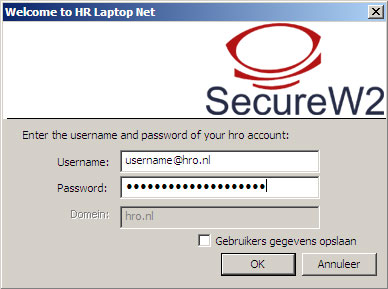 Welcome to HR Laptop Net
SecureW2
Enter the username and password of your hro account:
Username: username@hro.nl
Password: ●●●●●●●●●●●●●●●●●●●●
Domein: hro.nl
Gebruikers gegevens opslaan
OK Annuleer